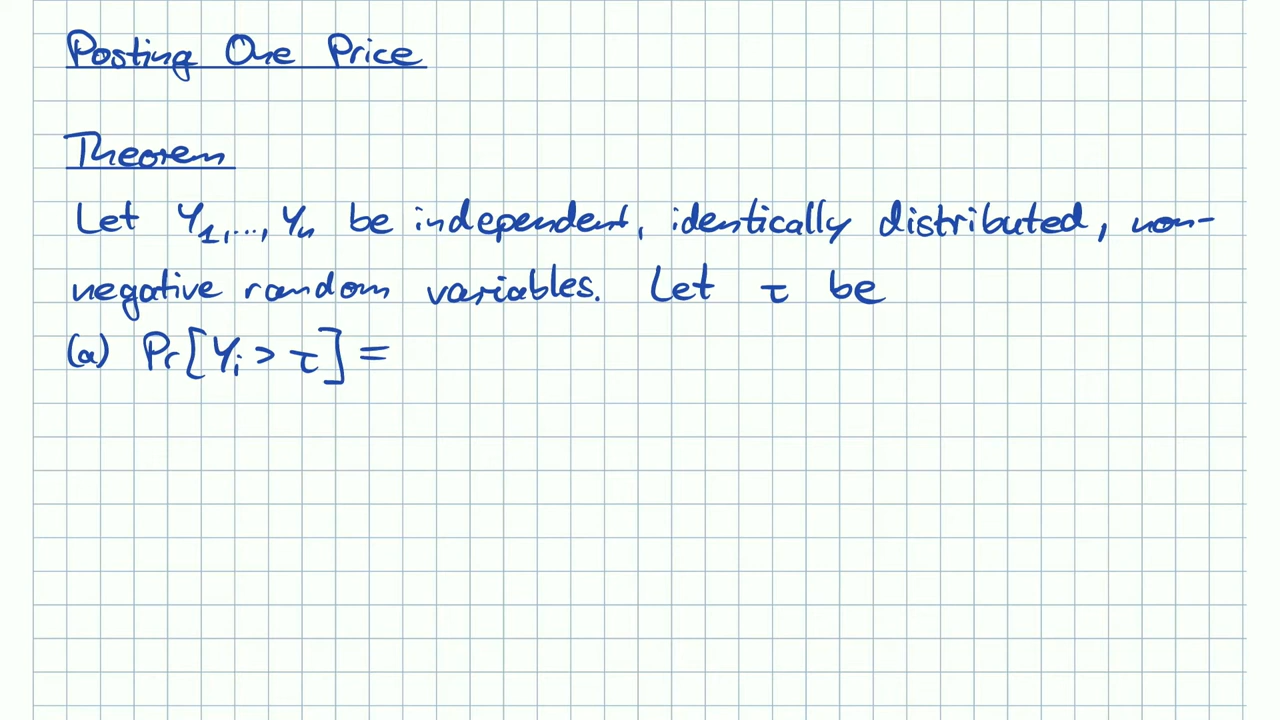 Posting One Price
Theorem
Let Y₁,...,Yₙ be independent, identically distributed, non-
negative random variables. Let τ be
(a) Pr[Yᵢ > τ] =